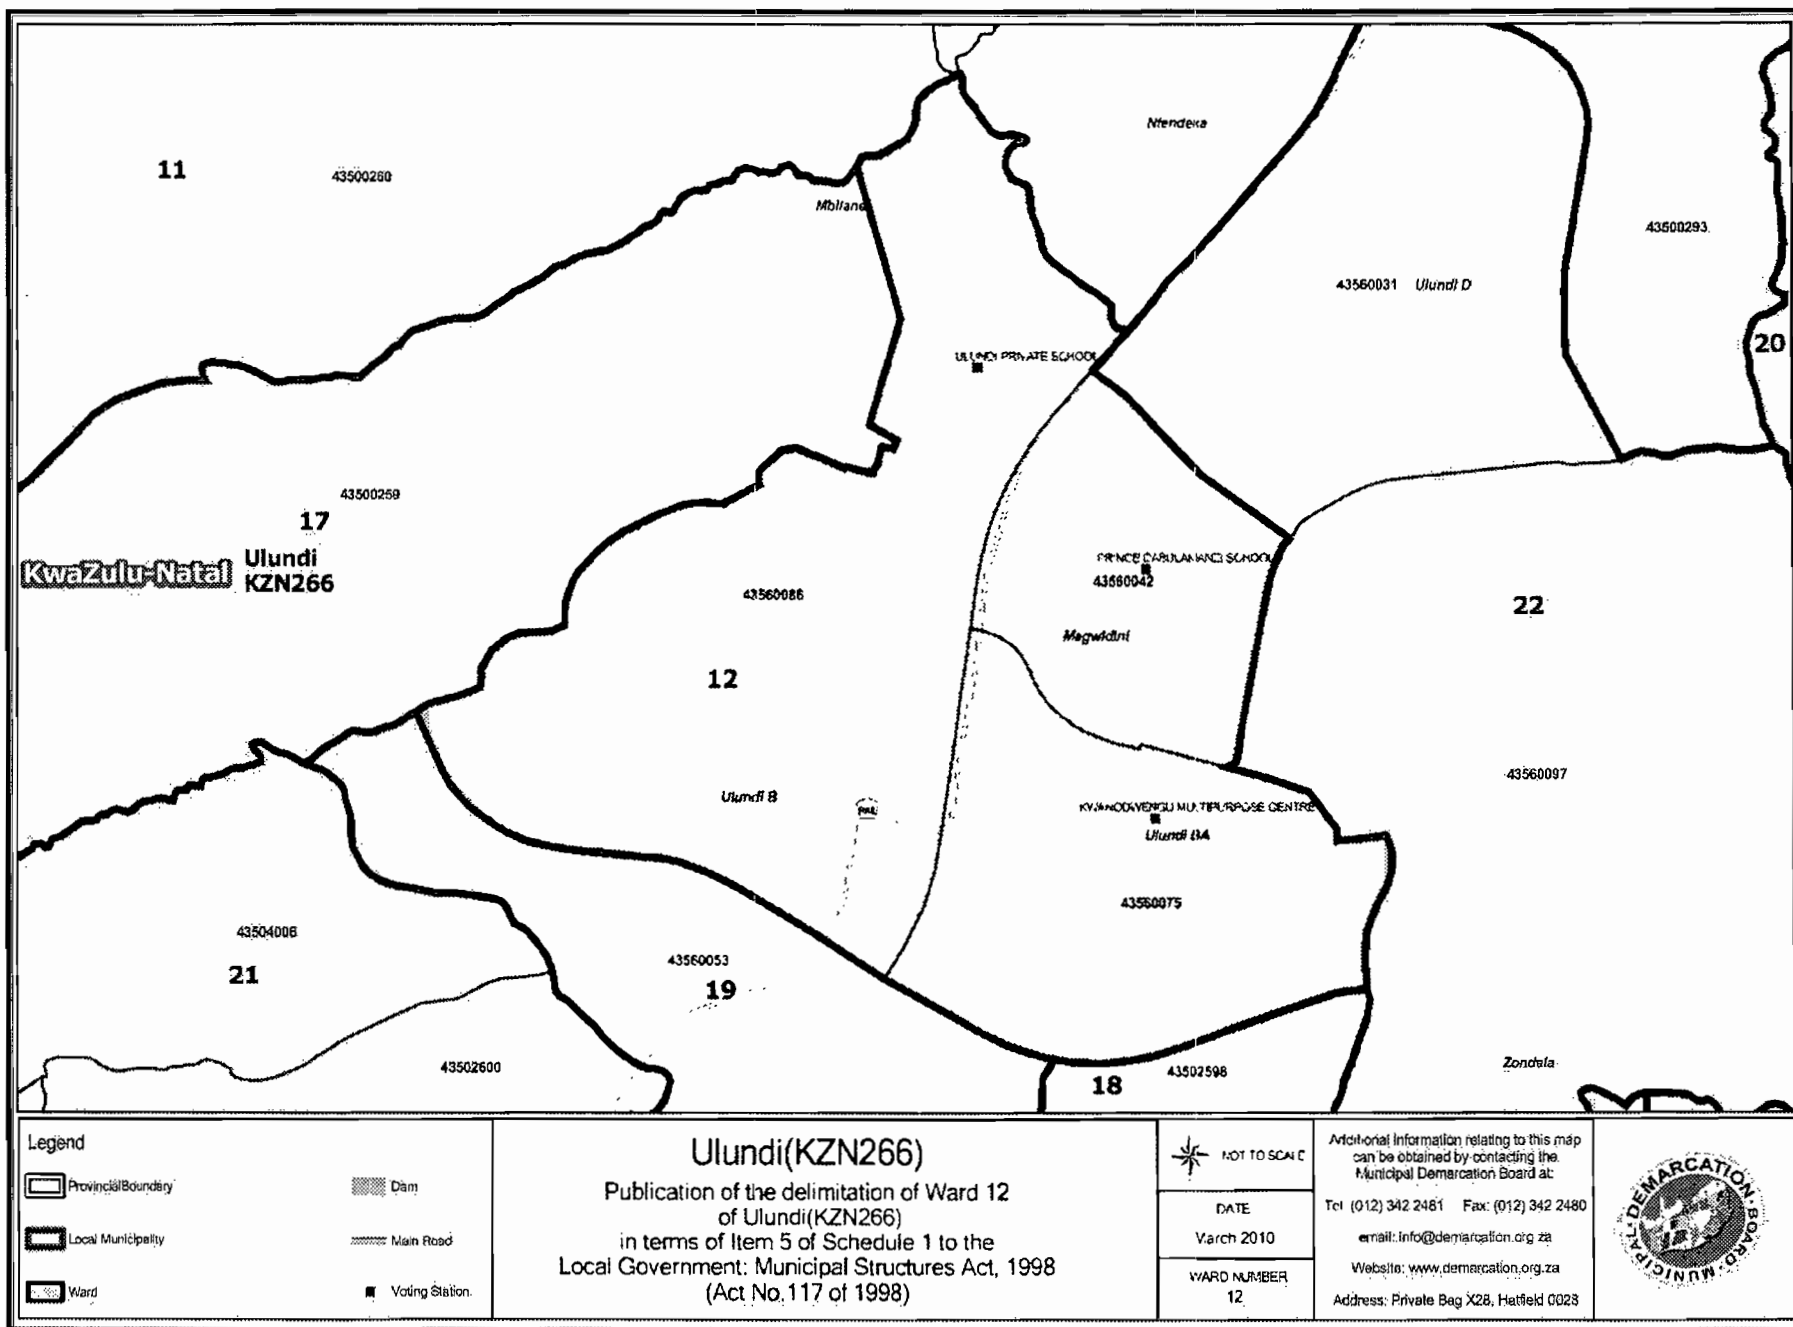 Ntendeka
11
43500260
Mbilane
43500293
43560031 Ulundi D
20
ULUNDI PRIVATE SCHOOL
43500259
17
KwaZulu-Natal
Ulundi
KZN266
PRINCE DABULAMANZI SCHOOL
43560042
43560086
22
Magwidini
12
43560097
Ulundi B
KWANODWENGU MULTIPURPOSE CENTRE
Ulundi BA
43560075
43504006
21
43560053
19
43502600
18
43502598
Zondela
Legend
Provincial Boundary
Local Municipality
Ward
Dam
Main Road
Voting Station
Ulundi(KZN266)
Publication of the delimitation of Ward 12
of Ulundi(KZN266)
in terms of Item 5 of Schedule 1 to the
Local Government: Municipal Structures Act, 1998
(Act No.117 of 1998)
NOT TO SCALE
DATE
March 2010
WARD NUMBER
12
Additional Information relating to this map
can be obtained by contacting the
Municipal Demarcation Board at:
Tel (012) 342 2481 Fax: (012) 342 2480
email: info@demarcation.org.za
Website: www.demarcation.org.za
Address: Private Bag X28, Hatfield 0028
MUNICIPAL DEMARCATION BOARD